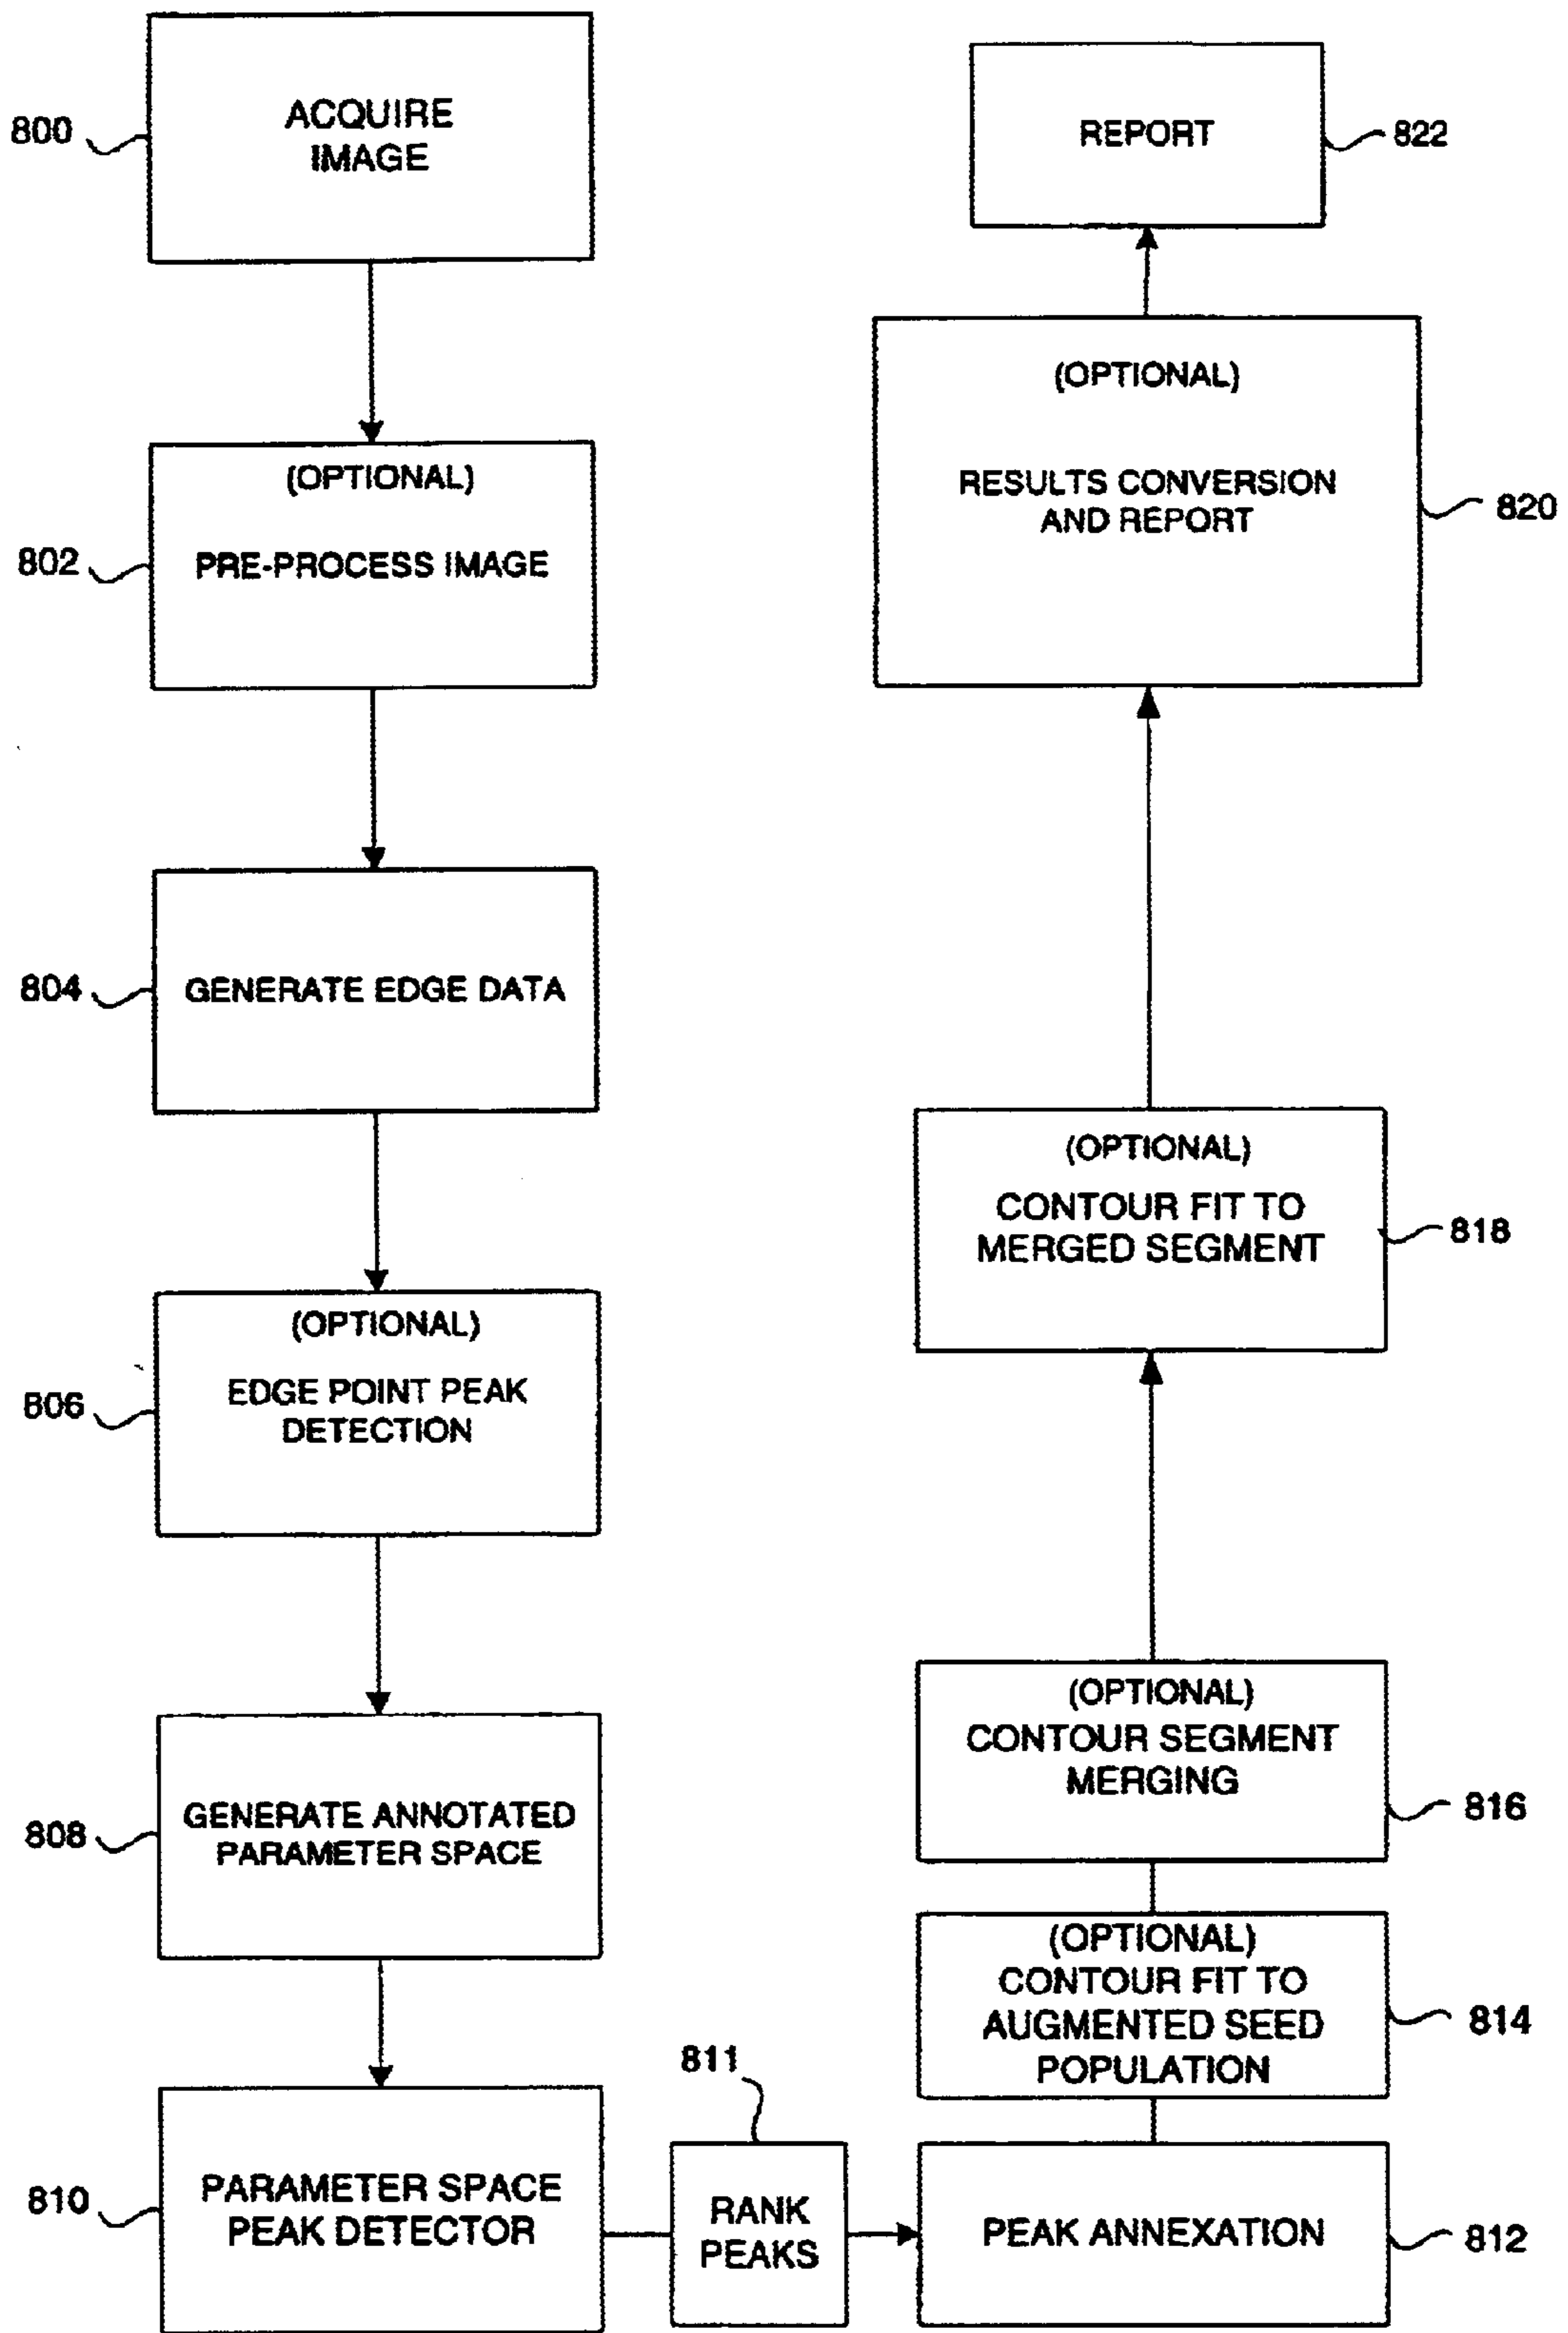 800
ACQUIRE
IMAGE
802
(OPTIONAL)
PRE-PROCESS IMAGE
804
GENERATE EDGE DATA
806
(OPTIONAL)
EDGE POINT PEAK
DETECTION
808
GENERATE ANNOTATED
PARAMETER SPACE
810
PARAMETER SPACE
PEAK DETECTOR
811
RANK
PEAKS
PEAK ANNEXATION
812
(OPTIONAL)
CONTOUR FIT TO
AUGMENTED SEED
POPULATION
814
(OPTIONAL)
CONTOUR SEGMENT
MERGING
816
(OPTIONAL)
CONTOUR FIT TO
MERGED SEGMENT
818
(OPTIONAL)
RESULTS CONVERSION
AND REPORT
820
REPORT
822